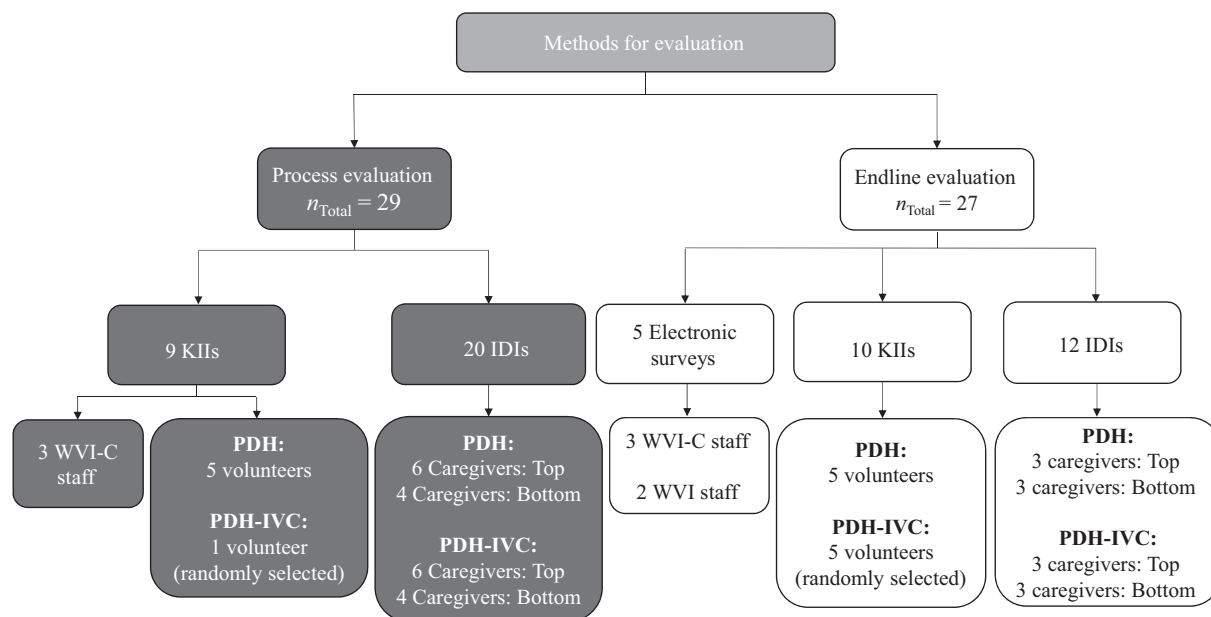 Methods for evaluation
Process evaluation
nTotal = 29
Endline evaluation
nTotal = 27
9 KIIs
20 IDIs
5 Electronic
surveys
10 KIIs
12 IDIs
3 WVI-C
staff
PDH:
5 volunteers
PDH-IVC:
1 volunteer
(randomly selected)
PDH:
6 Caregivers: Top
4 Caregivers: Bottom
PDH-IVC:
6 Caregivers: Top
4 Caregivers: Bottom
3 WVI-C staff
2 WVI staff
PDH:
5 volunteers
PDH-IVC:
5 volunteers
(randomly selected)
PDH:
3 caregivers: Top
3 caregivers: Bottom
PDH-IVC:
3 caregivers: Top
3 caregivers: Bottom